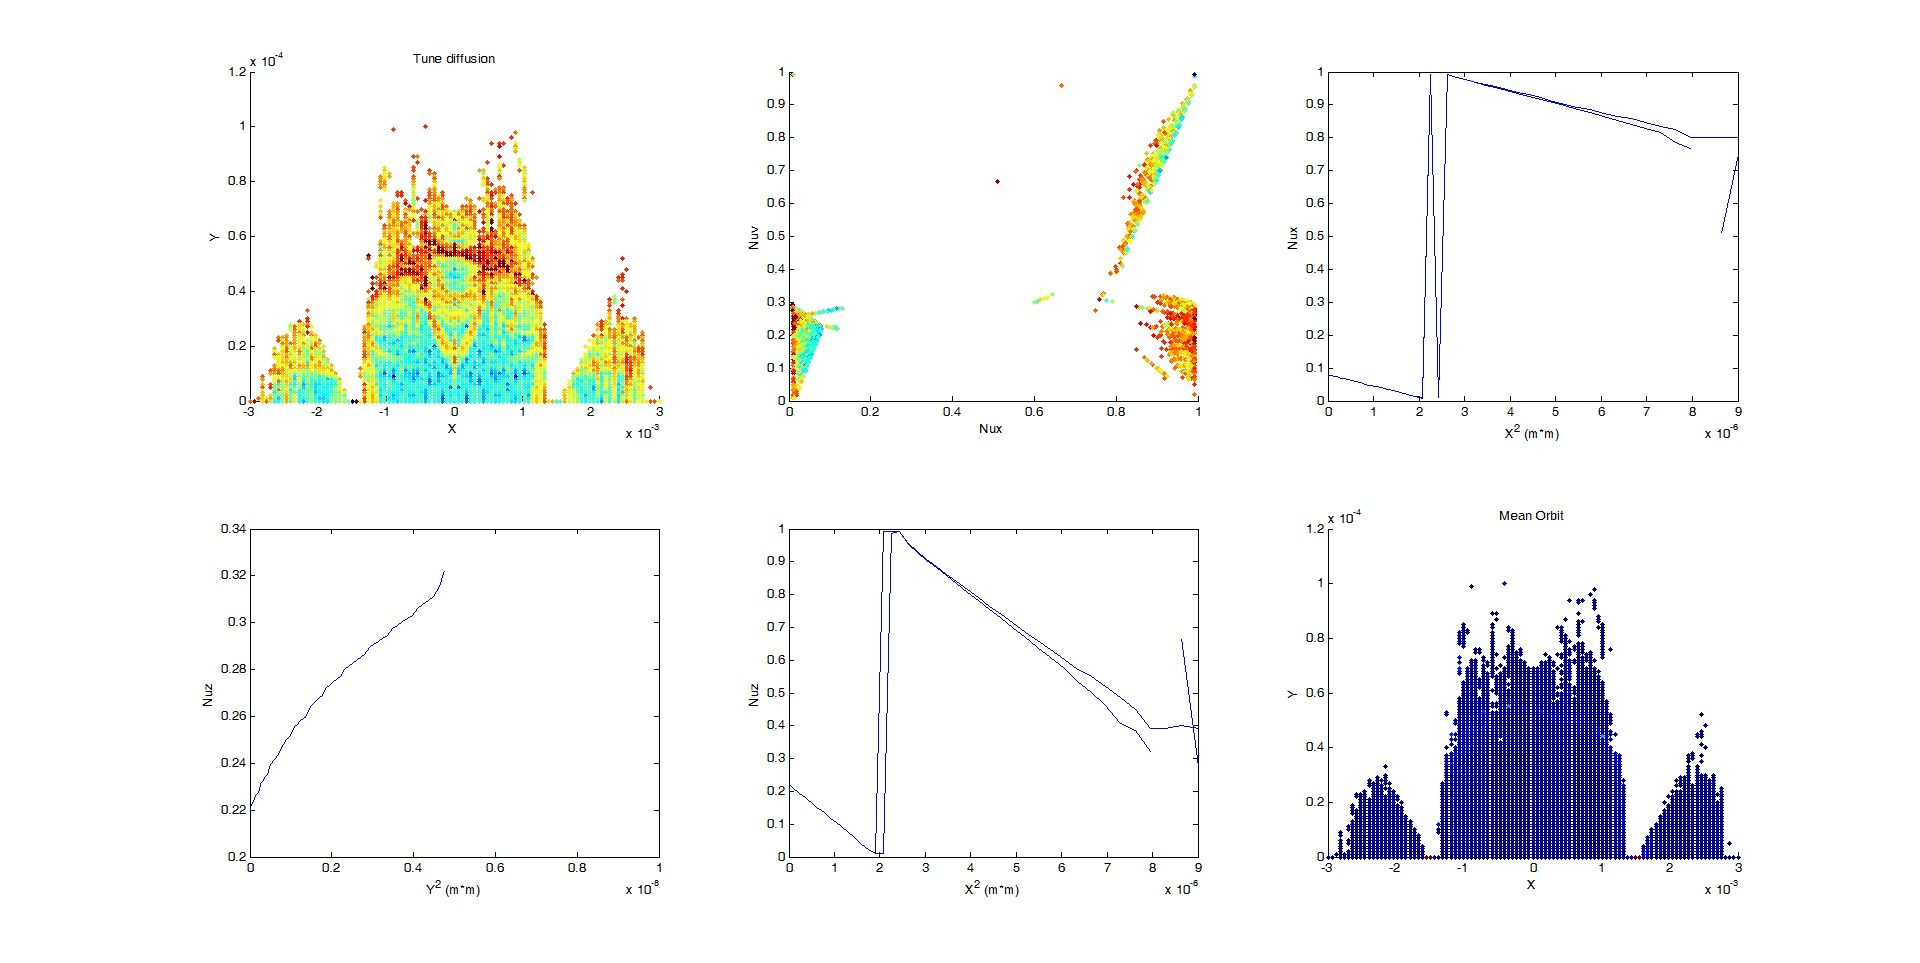 Tune diffusion
x 10^-4
1.2
1
0.8
0.6
0.4
0.2
0
Y
-3 -2 -1 0 1 2 3
X
x 10^-3
1
0.9
0.8
0.7
0.6
0.5
0.4
0.3
0.2
0.1
0
Nuy
0 0.2 0.4 0.6 0.8 1
Nux
1
0.9
0.8
0.7
0.6
0.5
0.4
0.3
0.2
0.1
0
Nux
0 1 2 3 4 5 6 7 8 9
X^2 (m*m)
x 10^-6
0.34
0.32
0.3
0.28
0.26
0.24
0.22
0.2
Nuz
0 0.2 0.4 0.6 0.8 1
Y^2 (m*m)
x 10^-8
1
0.9
0.8
0.7
0.6
0.5
0.4
0.3
0.2
0.1
0
Nuz
0 1 2 3 4 5 6 7 8 9
X^2 (m*m)
x 10^-6
Mean Orbit
x 10^-4
1.2
1
0.8
0.6
0.4
0.2
0
Y
-3 -2 -1 0 1 2 3
X
x 10^-3